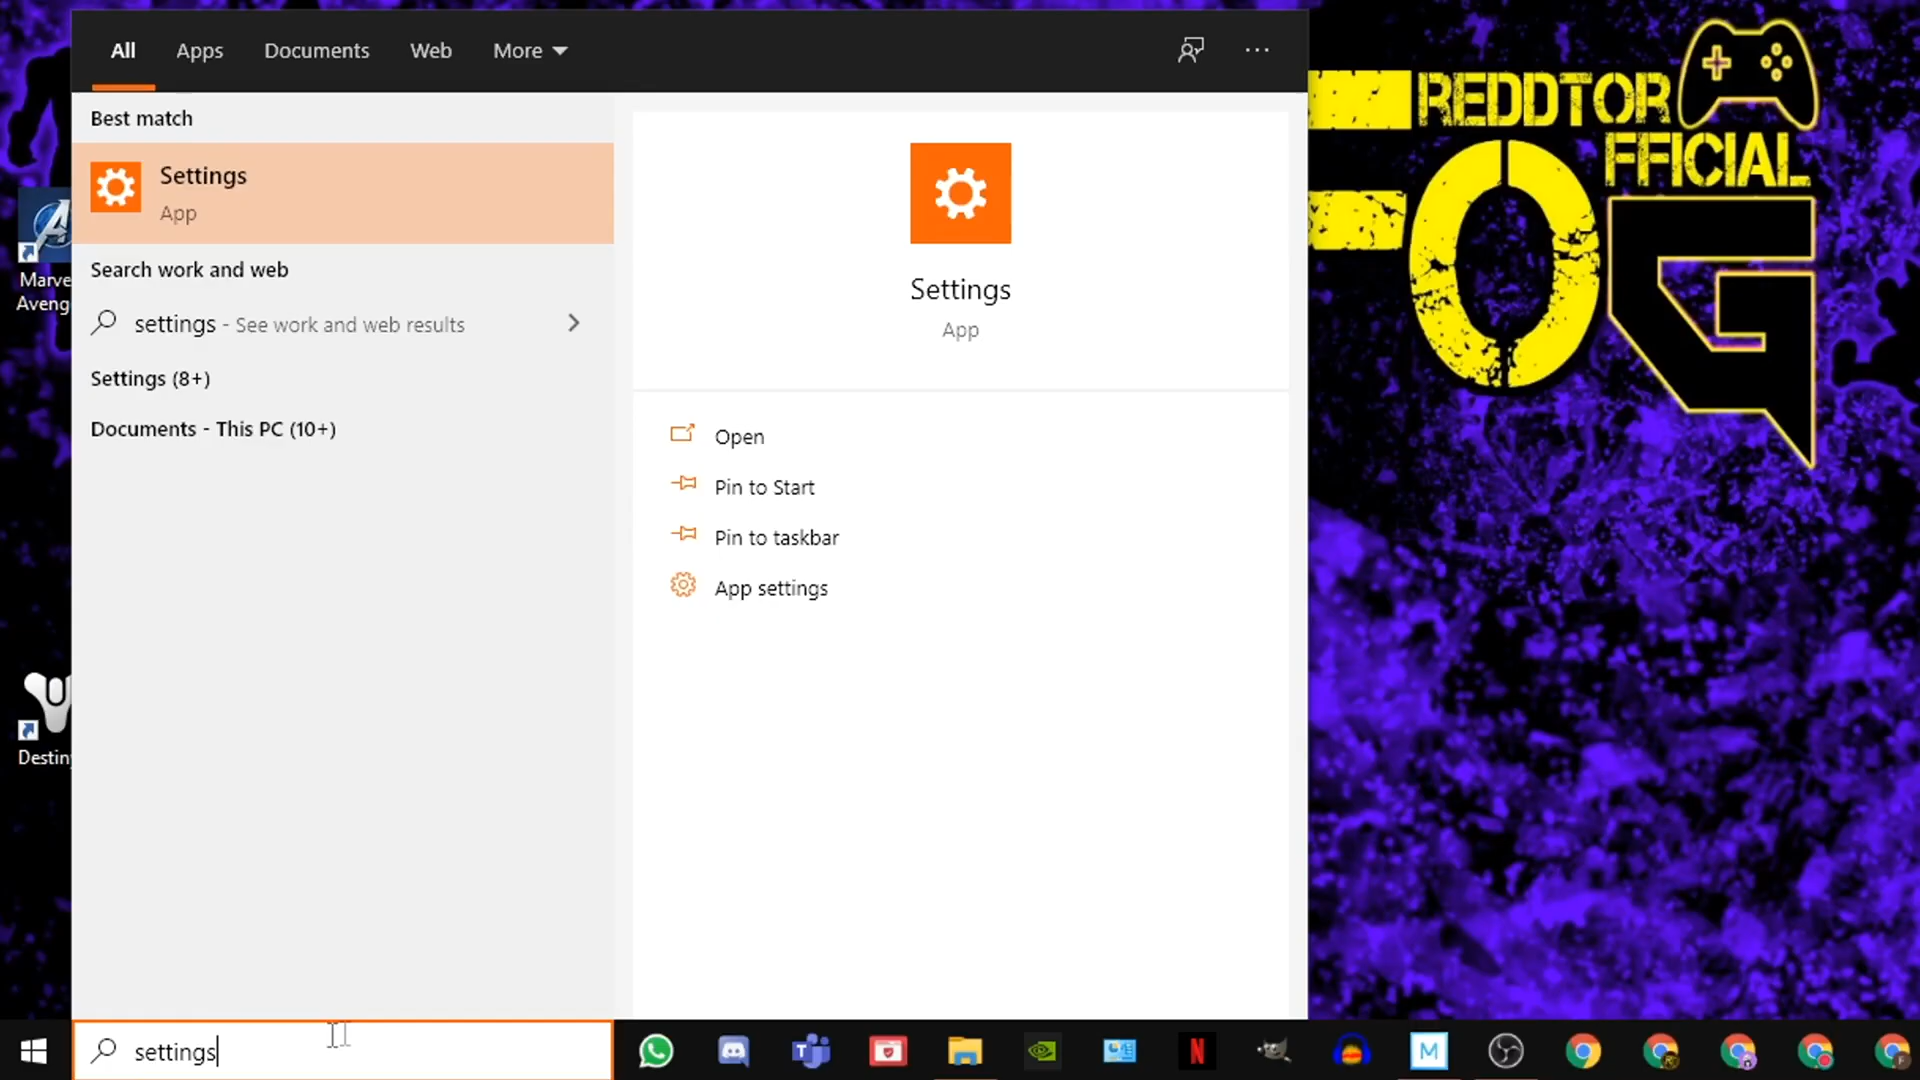 All Apps Documents Web More
Best match
Settings
App
Search work and web
settings - See work and web results
Settings (8+)
Documents - This PC (10+)
Settings
App
Open
Pin to Start
Pin to taskbar
App settings
REDDTOR
FFICIAL
OG
Marve
Aveng
Destiny
settings
T
N
M